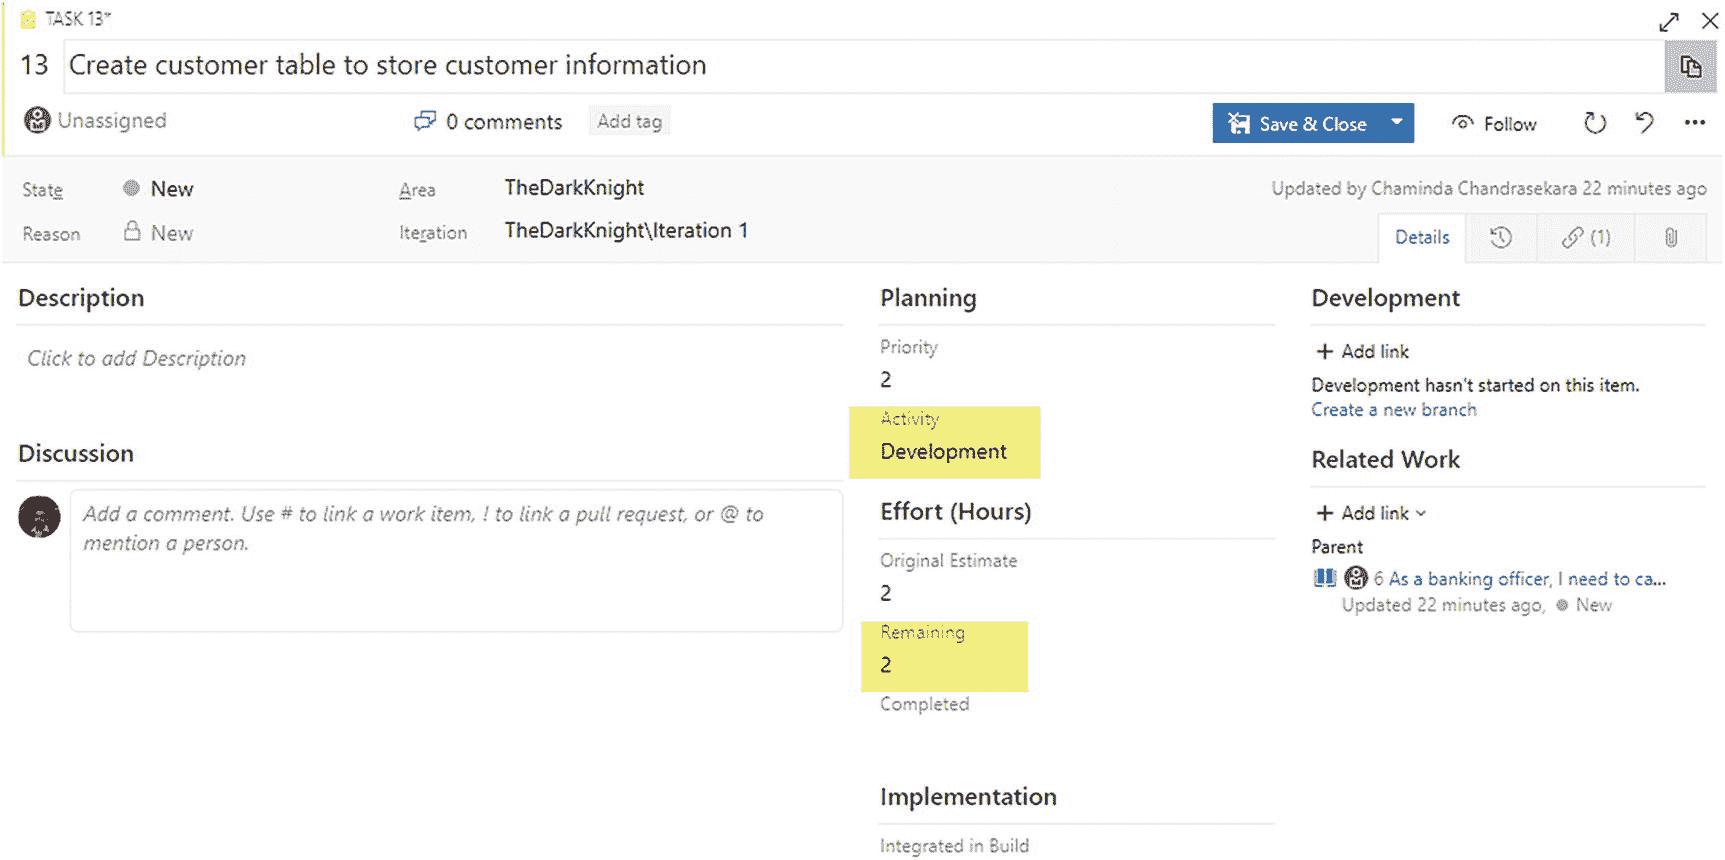 TASK 13*
13 Create customer table to store customer information
Unassigned 0 comments Add tag Save & Close Follow
State New Area TheDarkKnight Updated by Chaminda Chandrasekara 22 minutes ago
Reason New Iteration TheDarkKnight\Iteration 1
Details (1)
Description
Click to add Description
Discussion
Add a comment. Use # to link a work item, ! to link a pull request, or @ to
mention a person.
Planning
Priority
2
Activity
Development
Effort (Hours)
Original Estimate
2
Remaining
2
Completed
Implementation
Integrated in Build
Development
+ Add link
Development hasn't started on this item.
Create a new branch
Related Work
+ Add link
Parent
6 As a banking officer, I need to ca...
Updated 22 minutes ago, New